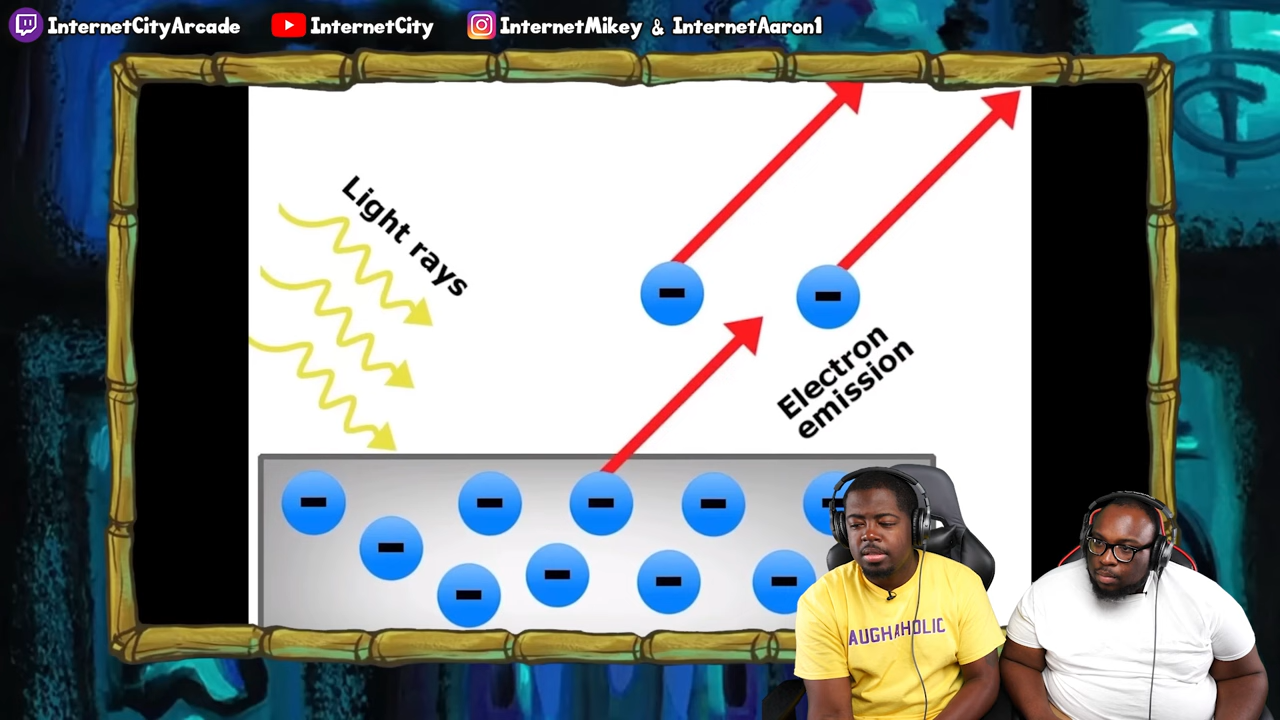 InternetCityArcade
InternetCity
InternetMikey & InternetAaron1
Light rays
Electron
emission
AUGHAHOLIC